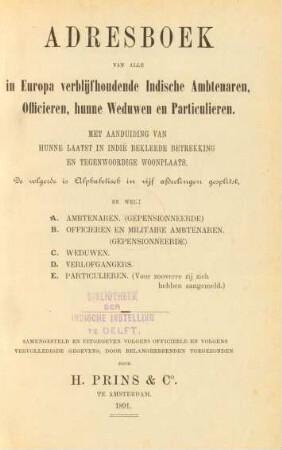 ADRESBOEK
VAN ALLE
in Europa verblijfhoudende Indische Ambtenaren,
Officieren, hunne Weduwen en Particulieren.
MET AANDUIDING VAN
HUNNE LAATST IN INDIË BEKLEEDE BETREKKING
EN TEGENWOORDIGE WOONPLAATS.
De volgorde is Alphabetisch in vijf afdeelingen gesplitst,
EN WEL:
A. AMBTENAREN. (GEPENSIONNEERDE)
B. OFFICIEREN EN MILITAIRE AMBTENAREN.
(GEPENSIONNEERDE)
C. WEDUWEN.
D. VERLOFGANGERS.
E. PARTICULIEREN. (Voor zooverre zij zich
hebben aangemeld.)
BIBLIOTHEEK
DER
INDISCHE INSTELLING
TE DELFT.
SAMENGESTELD EN UITGEGEVEN VOLGENS OFFICIEELE EN VOLGENS
VERTROUWELIJKE GEGEVENS, DOOR BELANGHEBBENDEN TOEGEZONDEN
DOOR
H. PRINS & Co.
TE AMSTERDAM.
1891.